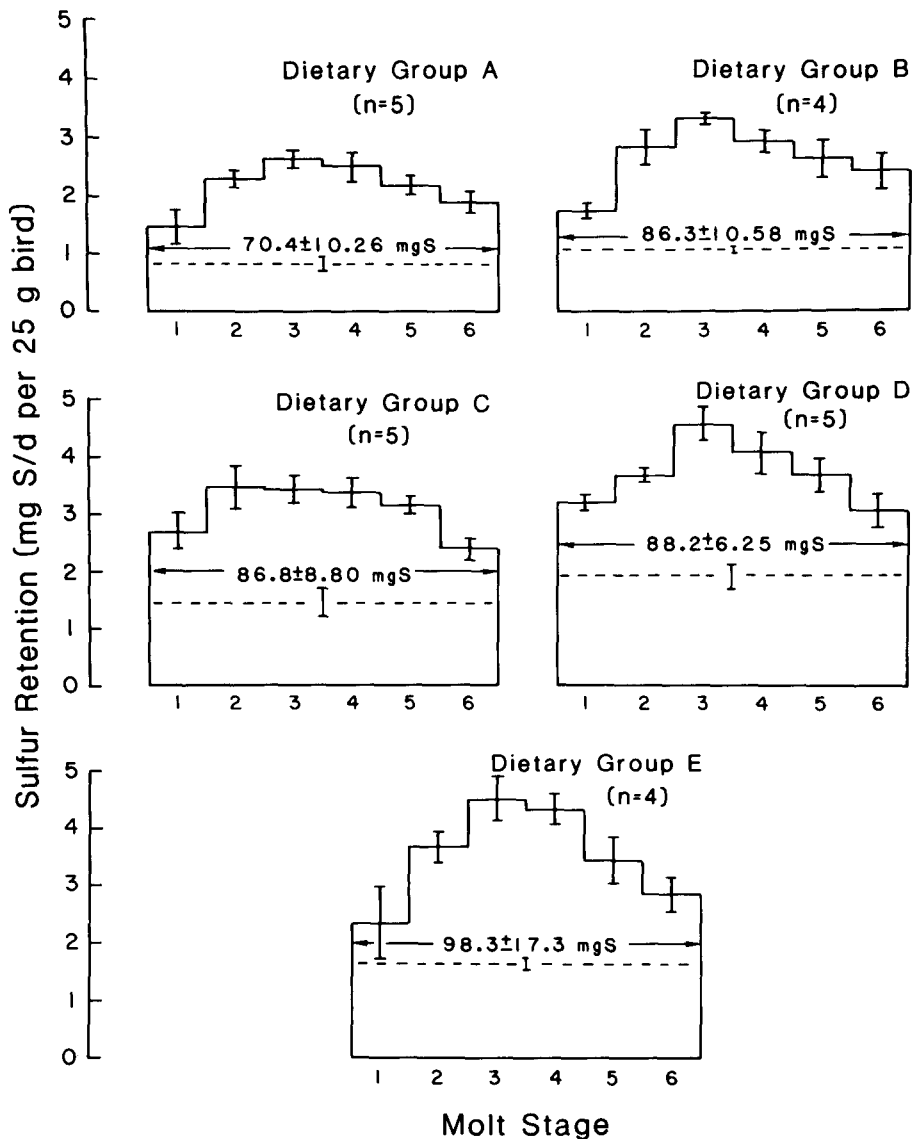 Sulfur Retention (mg S/d per 25 g bird)
5
4
3
2
1
0
Dietary Group A
(n=5)
70.4±10.26 mgS
1 2 3 4 5 6
Dietary Group B
(n=4)
86.3±10.58 mgS
1 2 3 4 5 6
5
4
3
2
1
0
Dietary Group C
(n=5)
86.8±8.80 mgS
1 2 3 4 5 6
Dietary Group D
(n=5)
88.2±6.25 mgS
1 2 3 4 5 6
5
4
3
2
1
0
Dietary Group E
(n=4)
98.3±17.3 mgS
1 2 3 4 5 6
Molt Stage